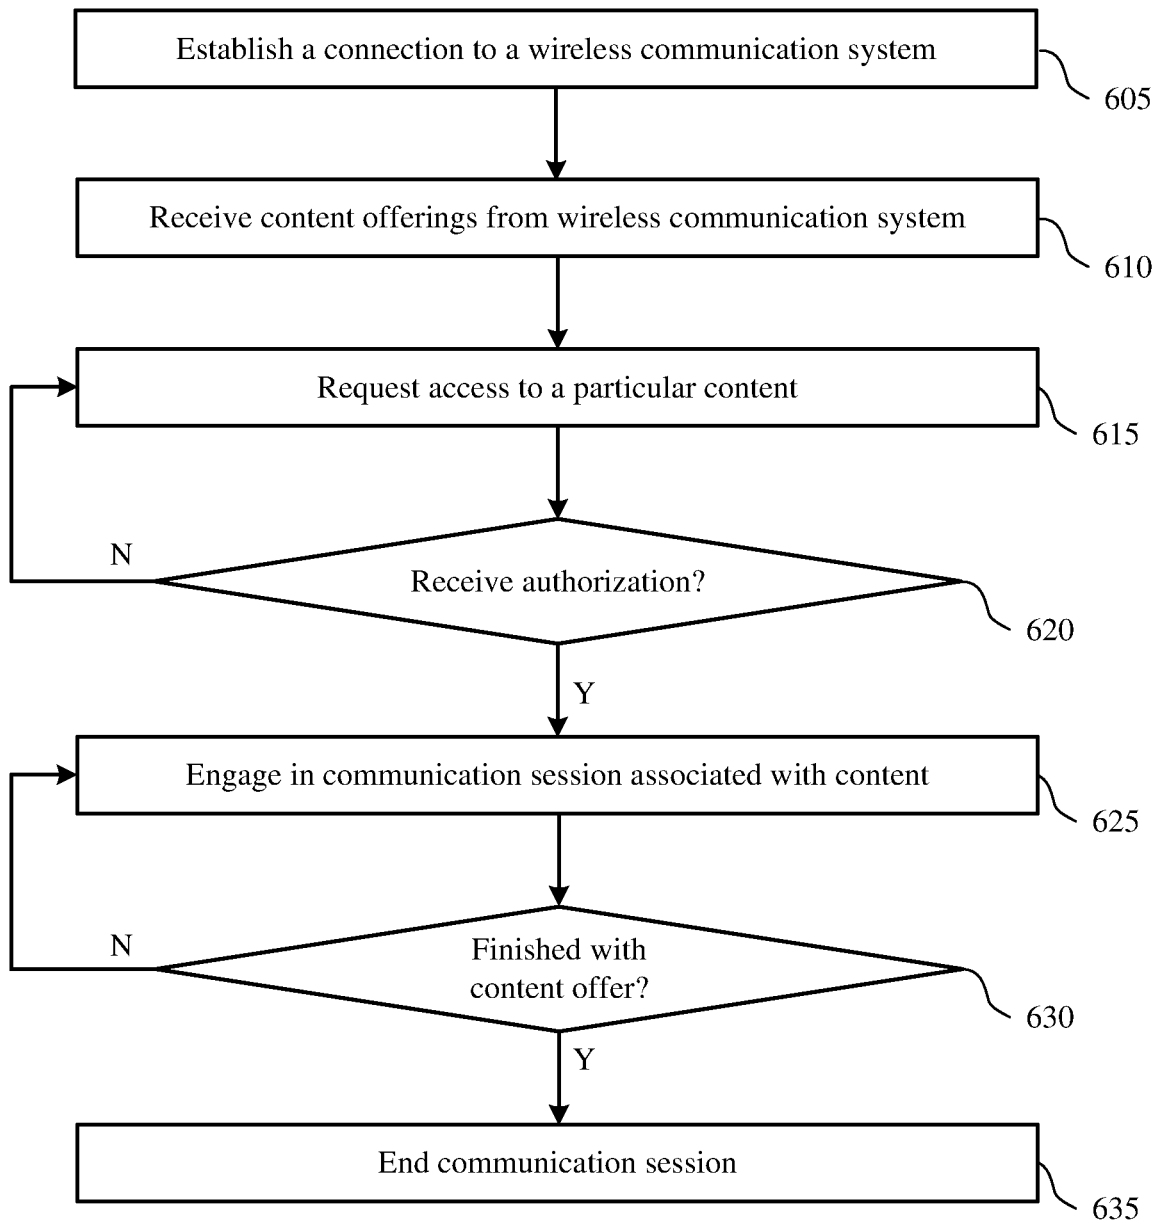 Establish a connection to a wireless communication system
605
Receive content offerings from wireless communication system
610
Request access to a particular content
615
N
Receive authorization?
620
Y
Engage in communication session associated with content
625
N
Finished with
content offer?
630
Y
End communication session
635